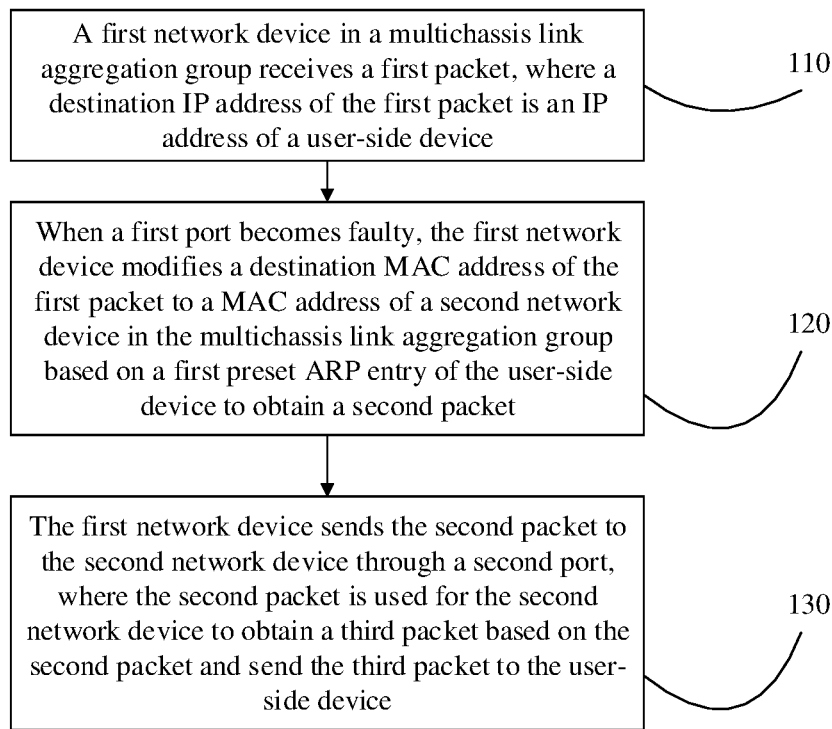 A first network device in a multichassis link
aggregation group receives a first packet, where a
destination IP address of the first packet is an IP
address of a user-side device
110
When a first port becomes faulty, the first network
device modifies a destination MAC address of the
first packet to a MAC address of a second network
device in the multichassis link aggregation group
based on a first preset ARP entry of the user-side
device to obtain a second packet
120
The first network device sends the second packet to
the second network device through a second port,
where the second packet is used for the second
network device to obtain a third packet based on the
second packet and send the third packet to the user-
side device
130